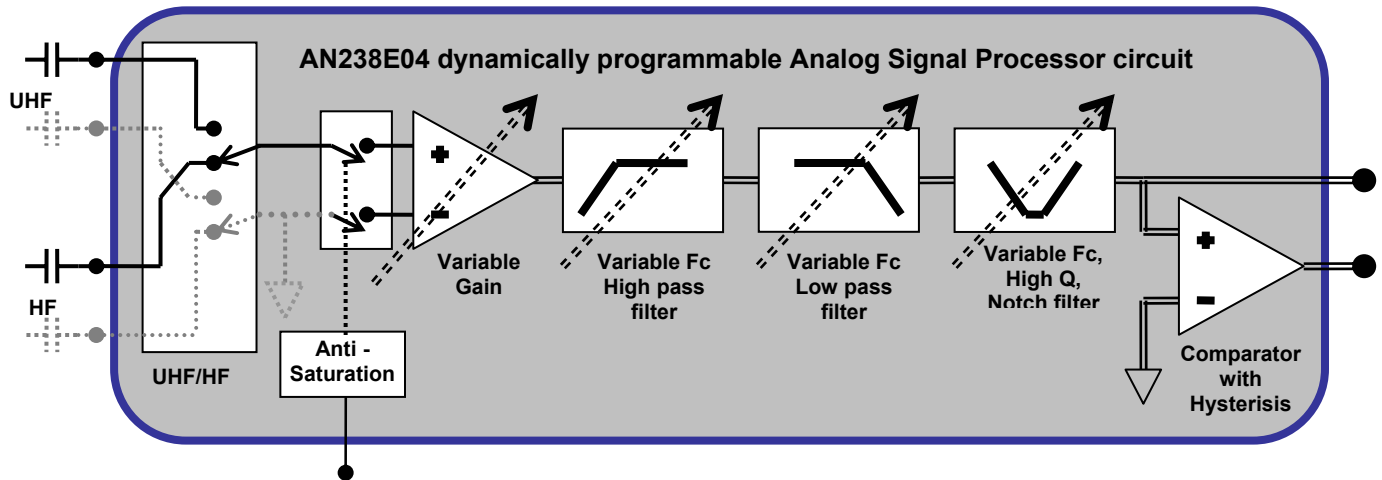 AN238E04 dynamically programmable Analog Signal Processor circuit
UHF
HF
UHF/HF
Anti -
Saturation
+
-
Variable
Gain
Variable Fc
High pass
filter
Variable Fc
Low pass
filter
Variable Fc,
High Q,
Notch filter
+
-
Comparator
with
Hysterisis